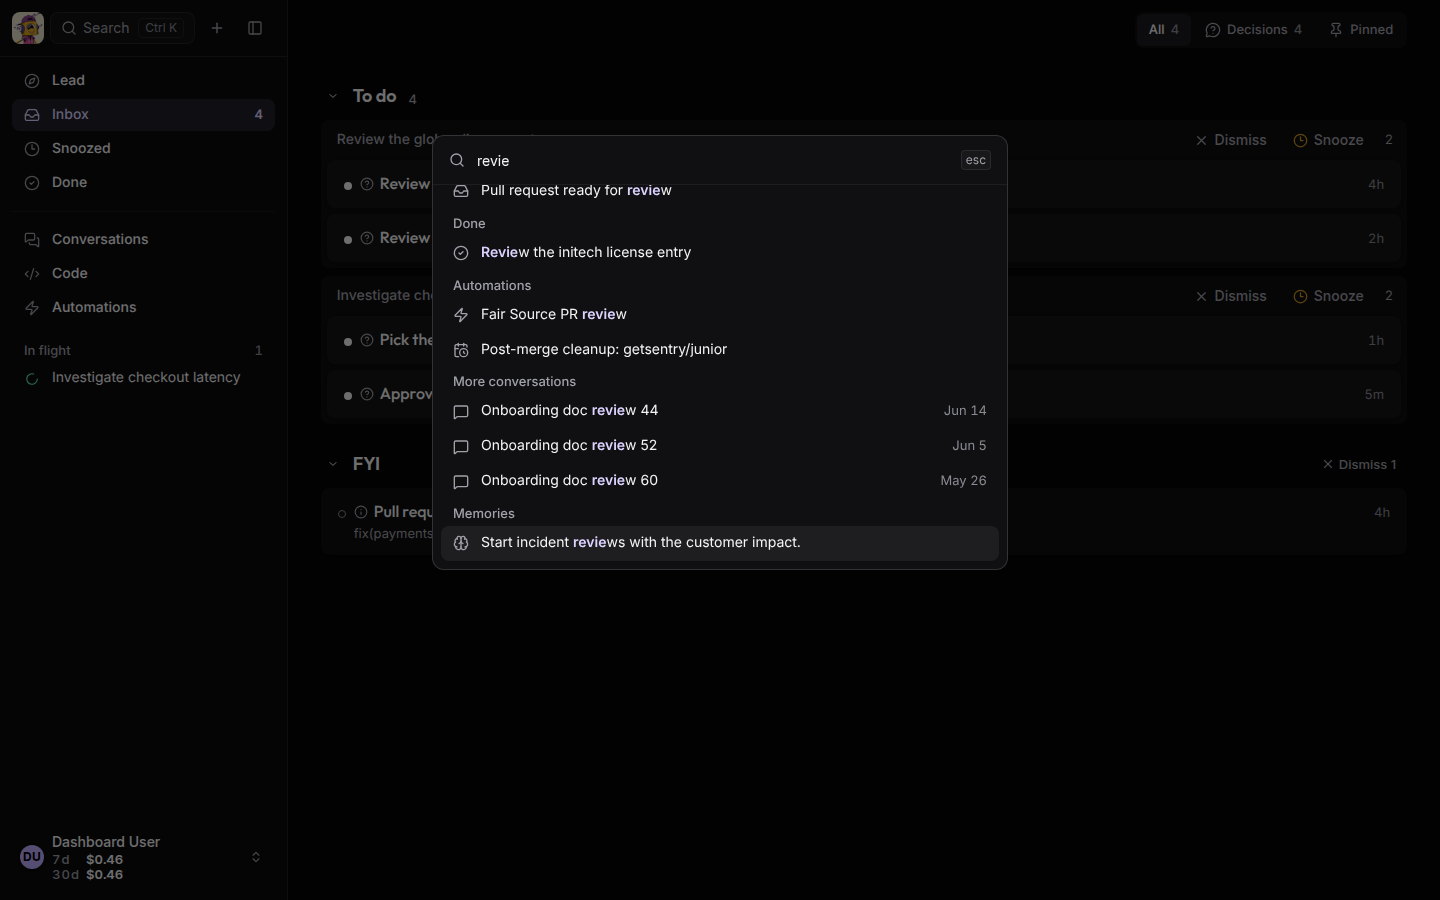 Search Ctrl K
All 4 Decisions 4 Pinned
Lead
Inbox 4
Snoozed
Done
Conversations
Code
Automations
In flight 1
Investigate checkout latency
Dashboard User
DU
7d $0.46
30d $0.46
To do 4
Review the glob
Dismiss Snooze 2
Review 4h
Review 2h
Investigate ch
Dismiss Snooze 2
Pick the 1h
Approv 5m
FYI Dismiss 1
Pull requ 4h
fix(payments
revie esc
Pull request ready for review
Done
Review the initech license entry
Automations
Fair Source PR review
Post-merge cleanup: getsentry/junior
More conversations
Onboarding doc review 44 Jun 14
Onboarding doc review 52 Jun 5
Onboarding doc review 60 May 26
Memories
Start incident reviews with the customer impact.